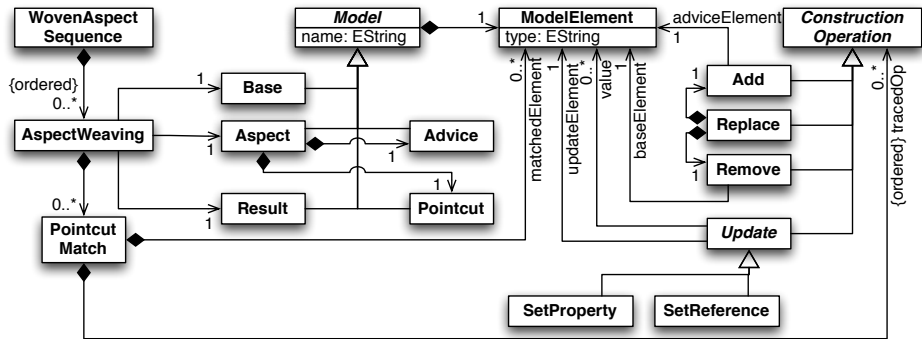 WovenAspect
Sequence
Model
name: EString
1
ModelElement
type: EString
adviceElement
1
Construction
Operation
{ordered}
0..*
1
Base
0..*
matchedElement
1
updateElement
0..*
value
1
baseElement
1
Add
0..*
{ordered} tracedOp
AspectWeaving
1
Aspect
1
Advice
Replace
0..*
1
Result
1
Pointcut
1
Remove
Pointcut
Match
Update
SetProperty
SetReference